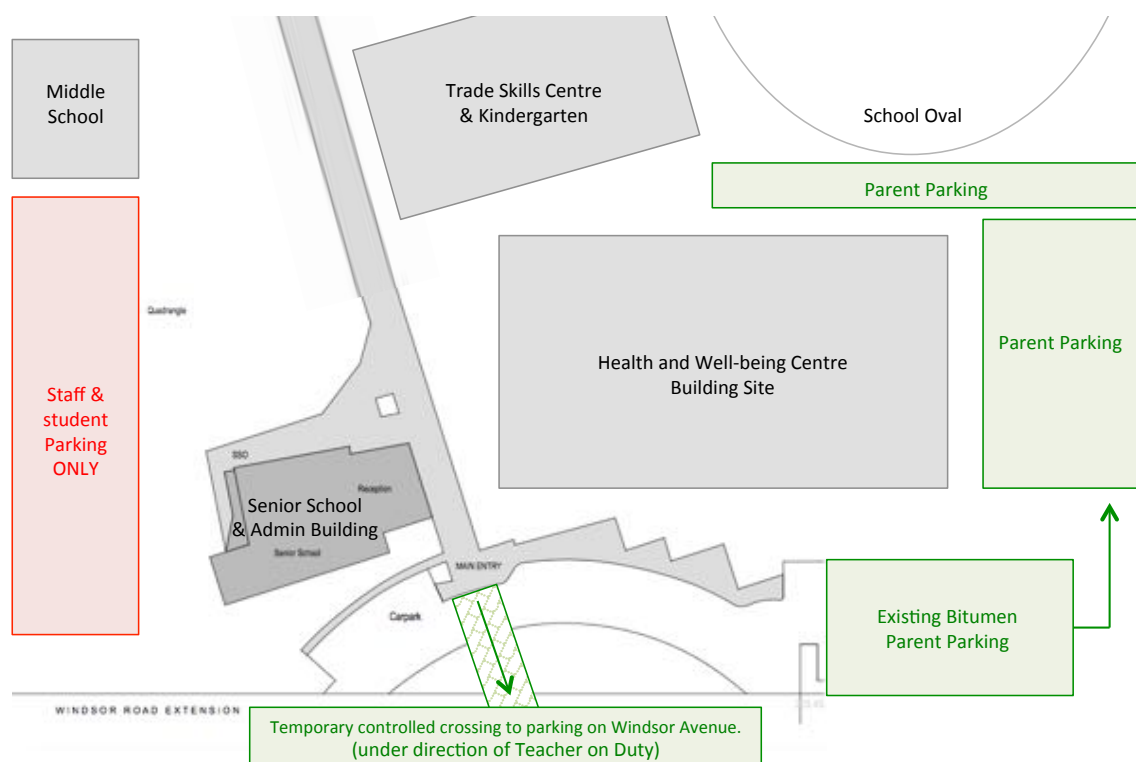 Middle
School
Trade Skills Centre
& Kindergarten
School Oval
Parent Parking
Quadrangle
Health and Well-being Centre
Building Site
Parent Parking
Staff &
student
Parking
ONLY
SSO
Reception
Senior School
& Admin Building
Senior School
MAIN ENTRY
Carpark
Existing Bitumen
Parent Parking
WINDSOR ROAD EXTENSION
Temporary controlled crossing to parking on Windsor Avenue.
(under direction of Teacher on Duty)